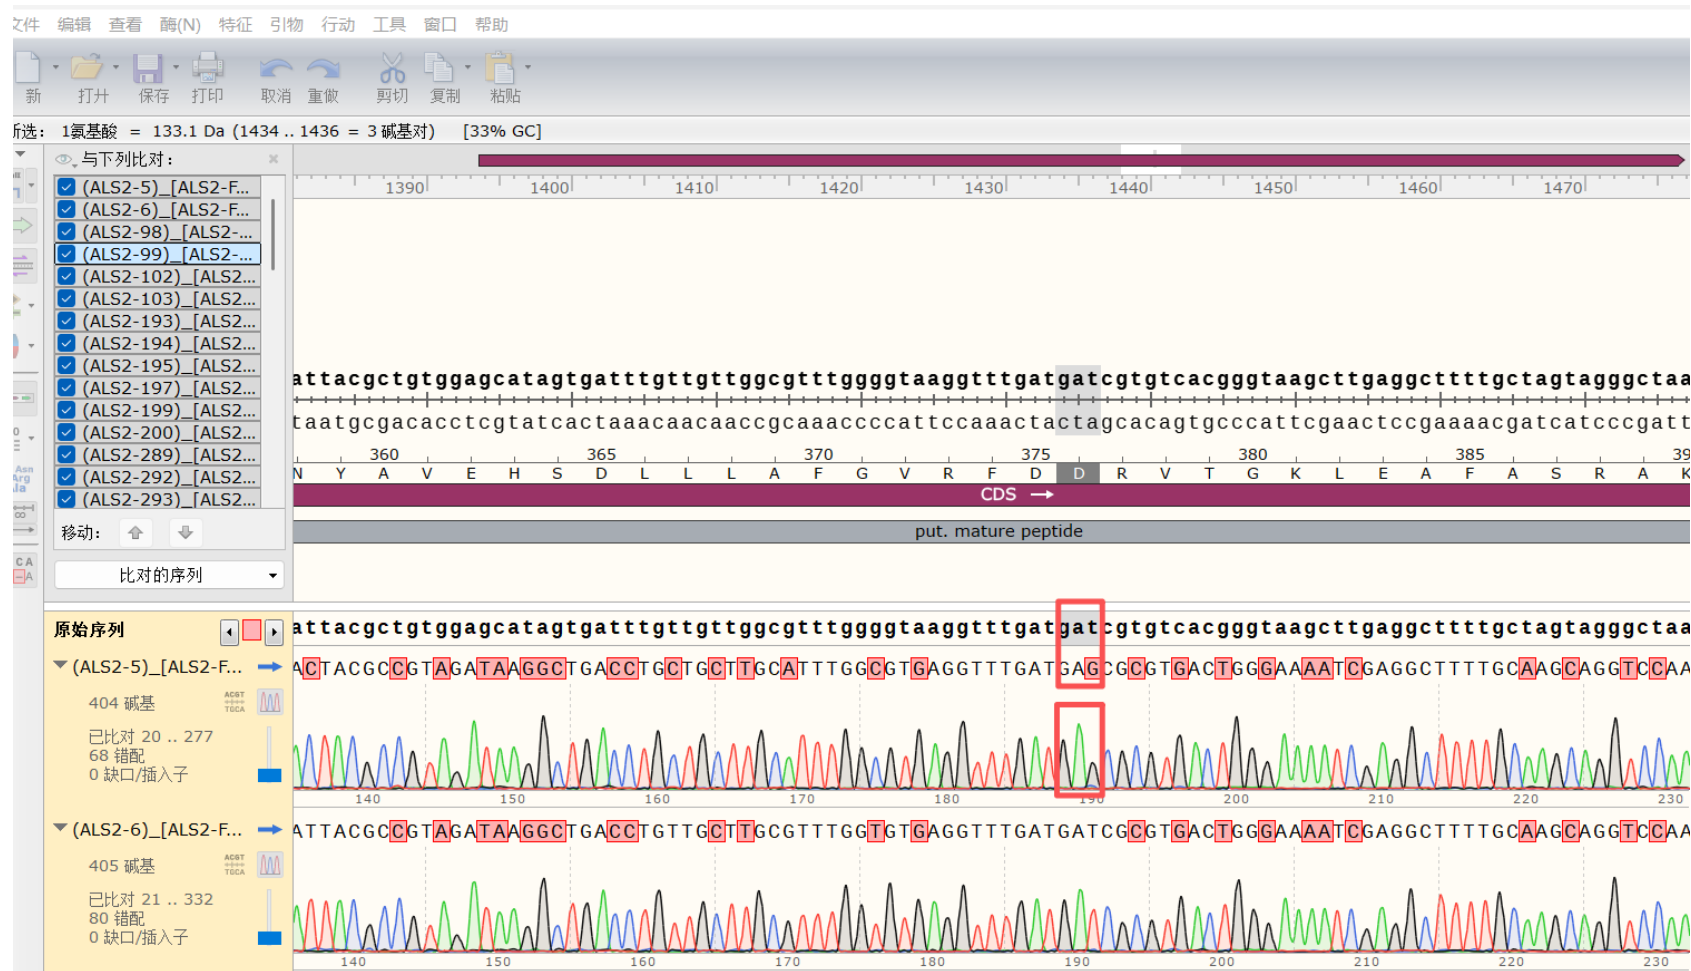 文件 编辑 查看 酶(N) 特征 引物 行动 工具 窗口 帮助
新 打开 保存 打印 取消 重做 剪切 复制 粘贴
所选: 1氨基酸 = 133.1 Da (1434 .. 1436 = 3 碱基对) [33% GC]
与下列比对:
(ALS2-5)_[ALS2-F...
(ALS2-6)_[ALS2-F...
(ALS2-98)_[ALS2-...
(ALS2-99)_[ALS2-...
(ALS2-102)_[ALS2...
(ALS2-103)_[ALS2...
(ALS2-193)_[ALS2...
(ALS2-194)_[ALS2...
(ALS2-195)_[ALS2...
(ALS2-197)_[ALS2...
(ALS2-199)_[ALS2...
(ALS2-200)_[ALS2...
(ALS2-289)_[ALS2...
(ALS2-292)_[ALS2...
(ALS2-293)_[ALS2...
移动:
比对的序列
1390 1400 1410 1420 1430 1440 1450 1460 1470
attacgctgtggagcatagtgatttgttgttggcgtttggggtaaggtttgatgatcgtgtcacgggtaagcttgaggcttttgctagtagggctaa
taatgcgacacctcgtatcactaaacaacaaccgcaaaccccattccaaactactagcacagtgcccattcgaactccgaaaacgatcatcccgatt
360 365 370 375 380 385 39
N Y A V E H S D L L L A F G V R F D D R V T G K L E A F A S R A K
CDS
put. mature peptide
原始序列
attacgctgtggagcatagtgatttgttgttggcgtttggggtaaggtttgatgatcgtgtcacgggtaagcttgaggcttttgctagtagggctaa
(ALS2-5)_[ALS2-F...
ACTACGCCGTAGATAAGGCTGACCTGCTGCTTGCATTTGGCGTGAGGTTTGATGAGCGCGTGACTGGGAAAATCGAGGCTTTTGCAAGCAGGTCCAA
404 碱基
ACGT
TGCA
已比对 20 .. 277
68 错配
0 缺口/插入子
140 150 160 170 180 190 200 210 220 230
(ALS2-6)_[ALS2-F...
ATTACGCCGTAGATAAGGCTGACCTGTTGCTTGCGTTTGGTGTGAGGTTTGATGATCGCGTGACTGGGAAAATCGAGGCTTTTGCAAGCAGGTCCAA
405 碱基
ACGT
TGCA
已比对 21 .. 332
80 错配
0 缺口/插入子
140 150 160 170 180 190 200 210 220 230